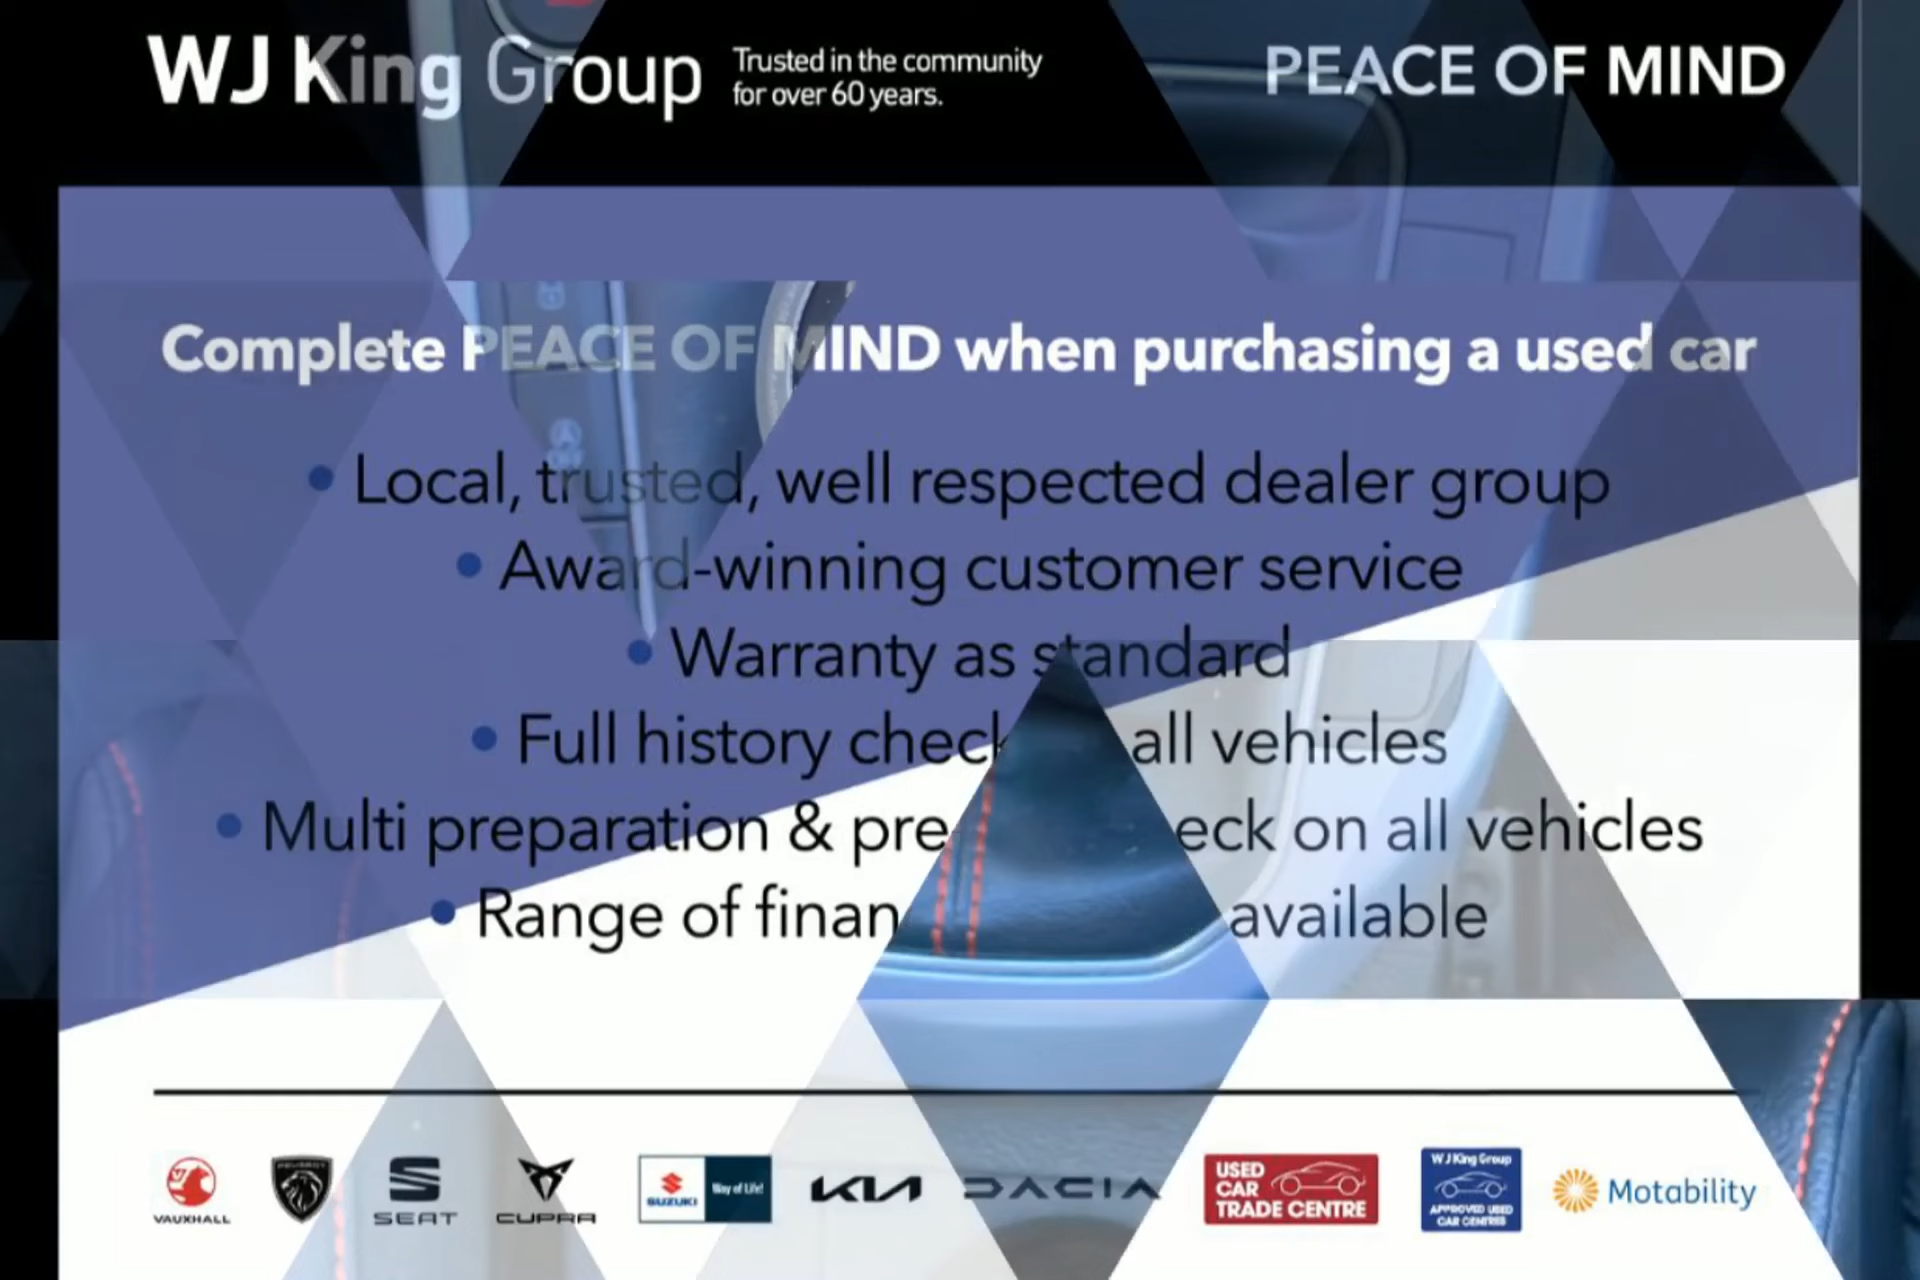 WJ King Group
Trusted in the community
for over 60 years.
PEACE OF MIND
Complete PEACE OF MIND when purchasing a used car
• Local, trusted, well respected dealer group
• Award-winning customer service
• Warranty as standard
• Full history check all vehicles
• Multi preparation & pre eck on all vehicles
• Range of finan available
VAUXHALL
PEUGEOT
SEAT
CUPRA
SUZUKI
Way of Life!
KIA
DACIA
USED
CAR
TRADE CENTRE
WJ King Group
APPROVED USED
CAR CENTRES
Motability